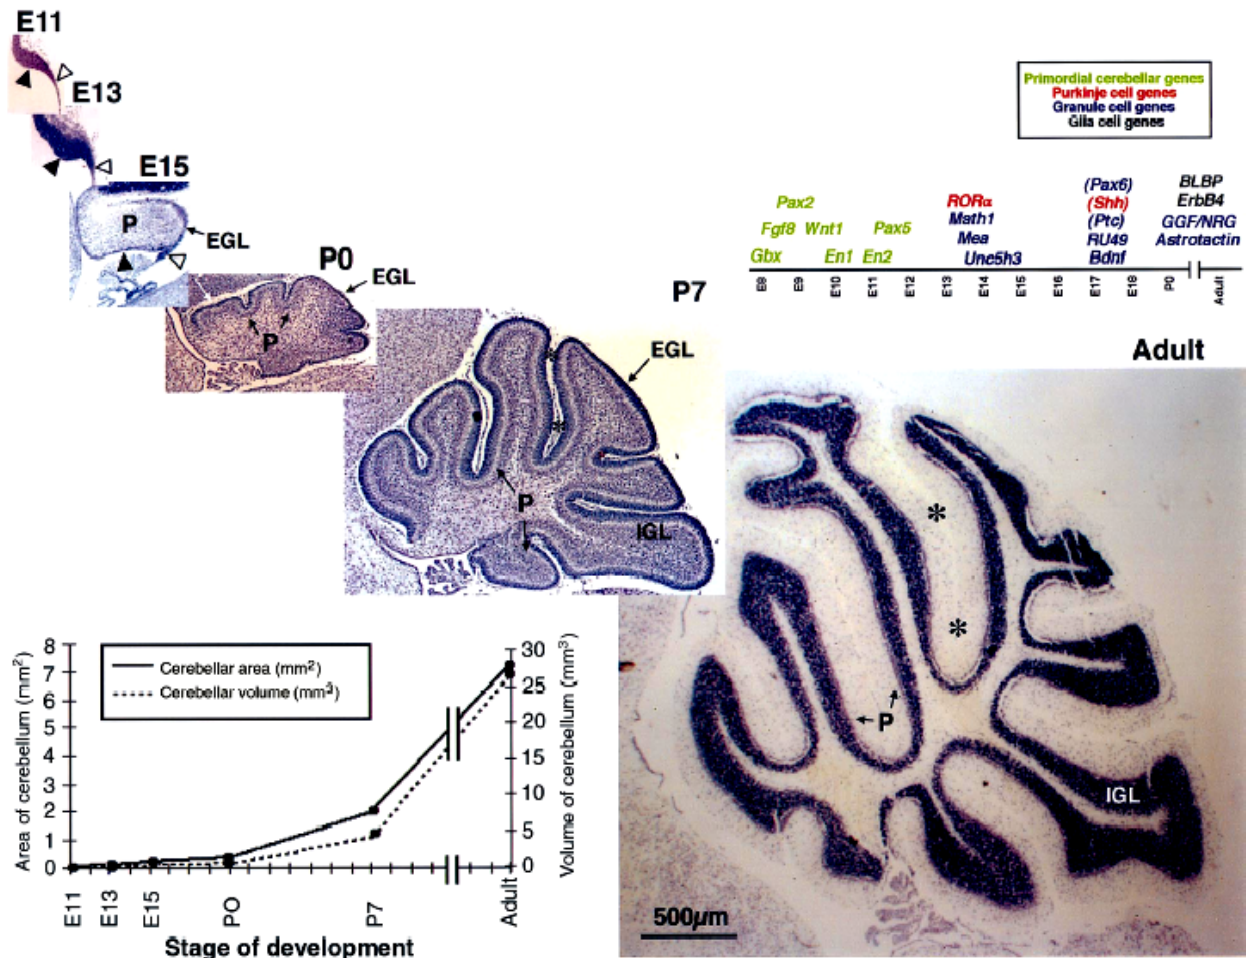 E11
E13
E15
P
EGL
P0
EGL
P
P7
EGL
P
IGL
Primordial cerebellar genes
Purkinje cell genes
Granule cell genes
Glia cell genes
Pax2
Fgf8 Wnt1 Pax5
Gbx En1 En2
RORα
Math1
Mea
Unc5h3
(Pax6)
(Shh)
(Ptc)
RU49
Bdnf
BLBP
ErbB4
GGF/NRG
Astrotactin
E8 E9 E10 E11 E12 E13 E14 E15 E16 E17 E18 P0 Adult
Adult
*
*
P
IGL
500µm
Area of cerebellum (mm²)
8
7
6
5
4
3
2
1
0
Cerebellar area (mm²)
Cerebellar volume (mm³)
30
25
20
15
10
5
0
Volume of cerebellum (mm³)
E11 E13 E15 PO P7 Adult
Stage of development